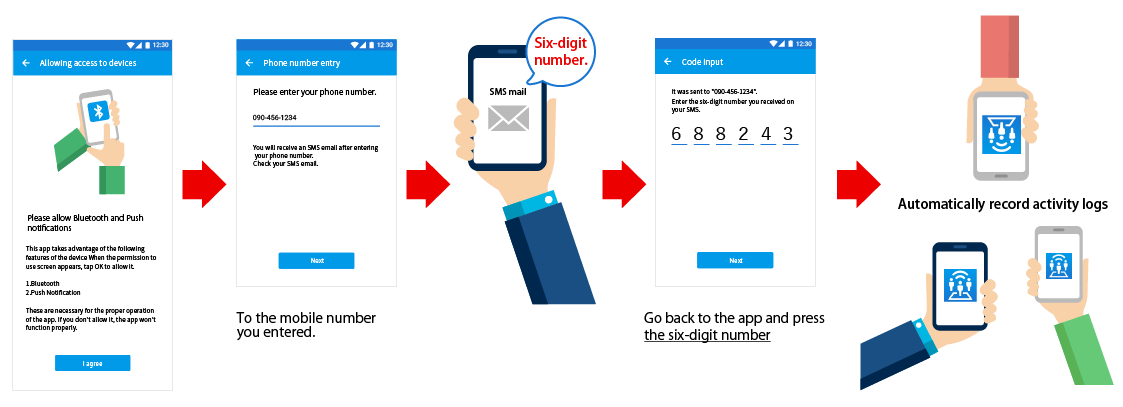 12:30
Allowing access to devices
Please allow Bluetooth and Push
notifications
This app takes advantage of the following
features of the device When the permission to
use screen appears, tap OK to allow it.
1.Bluetooth
2.Push Notification
These are necessary for the proper operation
of the app. If you don't allow it, the app won't
function properly.
I agree
12:30
Phone number entry
Please enter your phone number.
090-456-1234
You will receive an SMS email after entering
your phone number.
Check your SMS email.
Next
To the mobile number
you entered.
Six-digit
number.
SMS mail
12:30
Code input
It was sent to "090-456-1234".
Enter the six-digit number you received on
your SMS.
6 8 8 2 4 3
Next
Go back to the app and press
the six-digit number
Automatically record activity logs